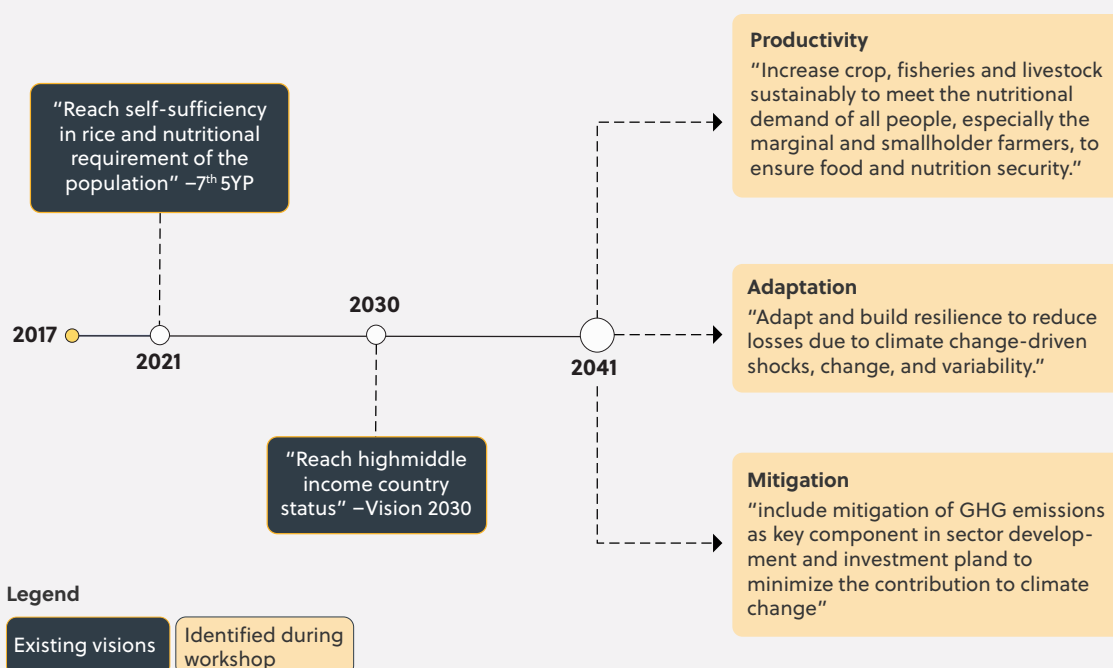 “Reach self-sufficiency
in rice and nutritional
requirement of the
population” –7th 5YP
2017
2021
2030
“Reach highmiddle
income country
status” –Vision 2030
2041
Productivity
“Increase crop, fisheries and livestock
sustainably to meet the nutritional
demand of all people, especially the
marginal and smallholder farmers, to
ensure food and nutrition security.”
Adaptation
“Adapt and build resilience to reduce
losses due to climate change-driven
shocks, change, and variability.”
Mitigation
“include mitigation of GHG emissions
as key component in sector develop-
ment and investment pland to
minimize the contribution to climate
change”
Legend
Existing visions
Identified during
workshop